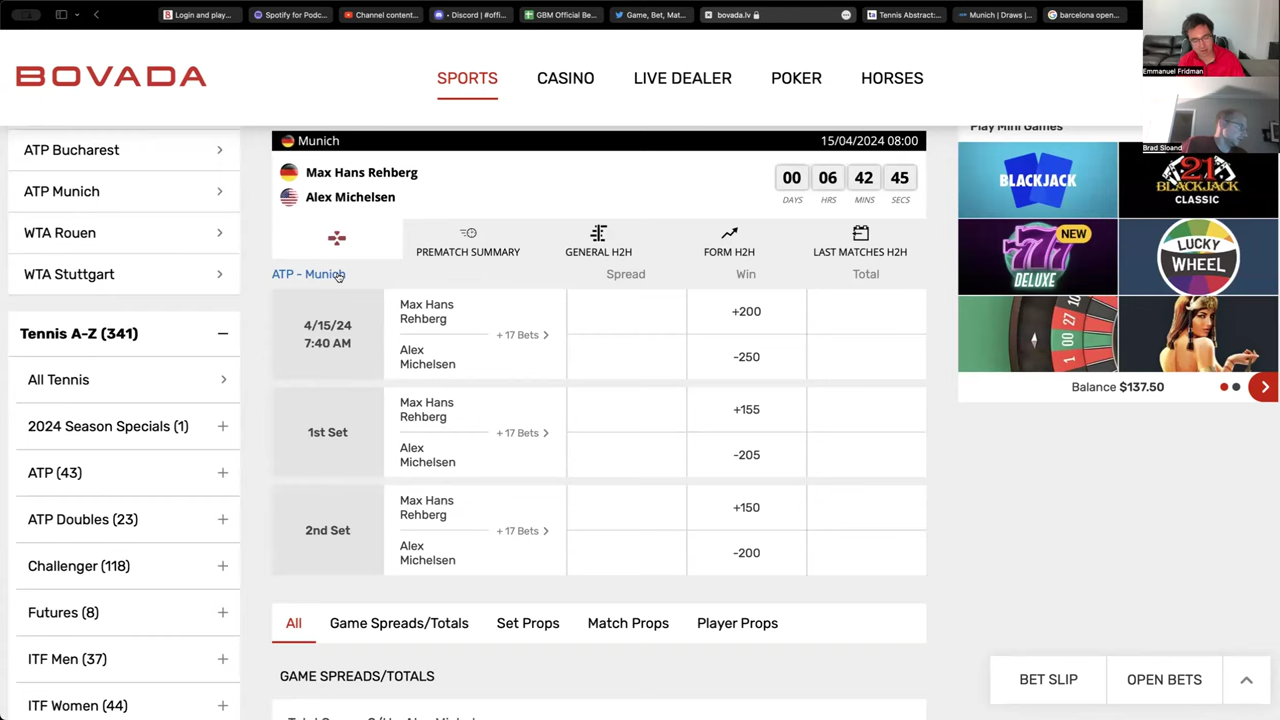 Login and play...
Spotify for Podc...
Channel content...
• Discord | #offi...
GBM Official Be...
Game, Bet, Mat...
bovada.lv
Tennis Abstract:...
Munich | Draws |...
barcelona open...
BOVADA
SPORTS
CASINO
LIVE DEALER
POKER
HORSES
Emmanuel Fridman
Brad Sloand
ATP Bucharest
ATP Munich
WTA Rouen
WTA Stuttgart
Tennis A-Z (341)
All Tennis
2024 Season Specials (1)
ATP (43)
ATP Doubles (23)
Challenger (118)
Futures (8)
ITF Men (37)
ITF Women (44)
Munich
15/04/2024 08:00
Max Hans Rehberg
Alex Michelsen
00 06 42 45
DAYS HRS MINS SECS
PREMATCH SUMMARY
GENERAL H2H
FORM H2H
LAST MATCHES H2H
ATP - Munich
Spread
Win
Total
4/15/24
7:40 AM
Max Hans
Rehberg
+ 17 Bets
Alex
Michelsen
+200
-250
1st Set
Max Hans
Rehberg
+ 17 Bets
Alex
Michelsen
+155
-205
2nd Set
Max Hans
Rehberg
+ 17 Bets
Alex
Michelsen
+150
-200
All
Game Spreads/Totals
Set Props
Match Props
Player Props
GAME SPREADS/TOTALS
Play Mini Games
BLACKJACK
21
BLACKJACK
CLASSIC
777
DELUXE
NEW
LUCKY
WHEEL
Balance $137.50
BET SLIP
OPEN BETS